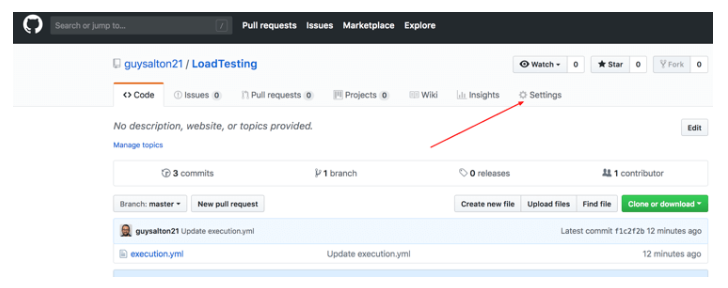 Search or jump to... / Pull requests Issues Marketplace Explore
guysalton21 / LoadTesting Watch 0 Star 0 Fork 0
<> Code Issues 0 Pull requests 0 Projects 0 Wiki Insights Settings
No description, website, or topics provided. Edit
Manage topics
3 commits 1 branch 0 releases 1 contributor
Branch: master New pull request Create new file Upload files Find file Clone or download
guysalton21 Update execution.yml Latest commit f1c2f2b 12 minutes ago
execution.yml Update execution.yml 12 minutes ago